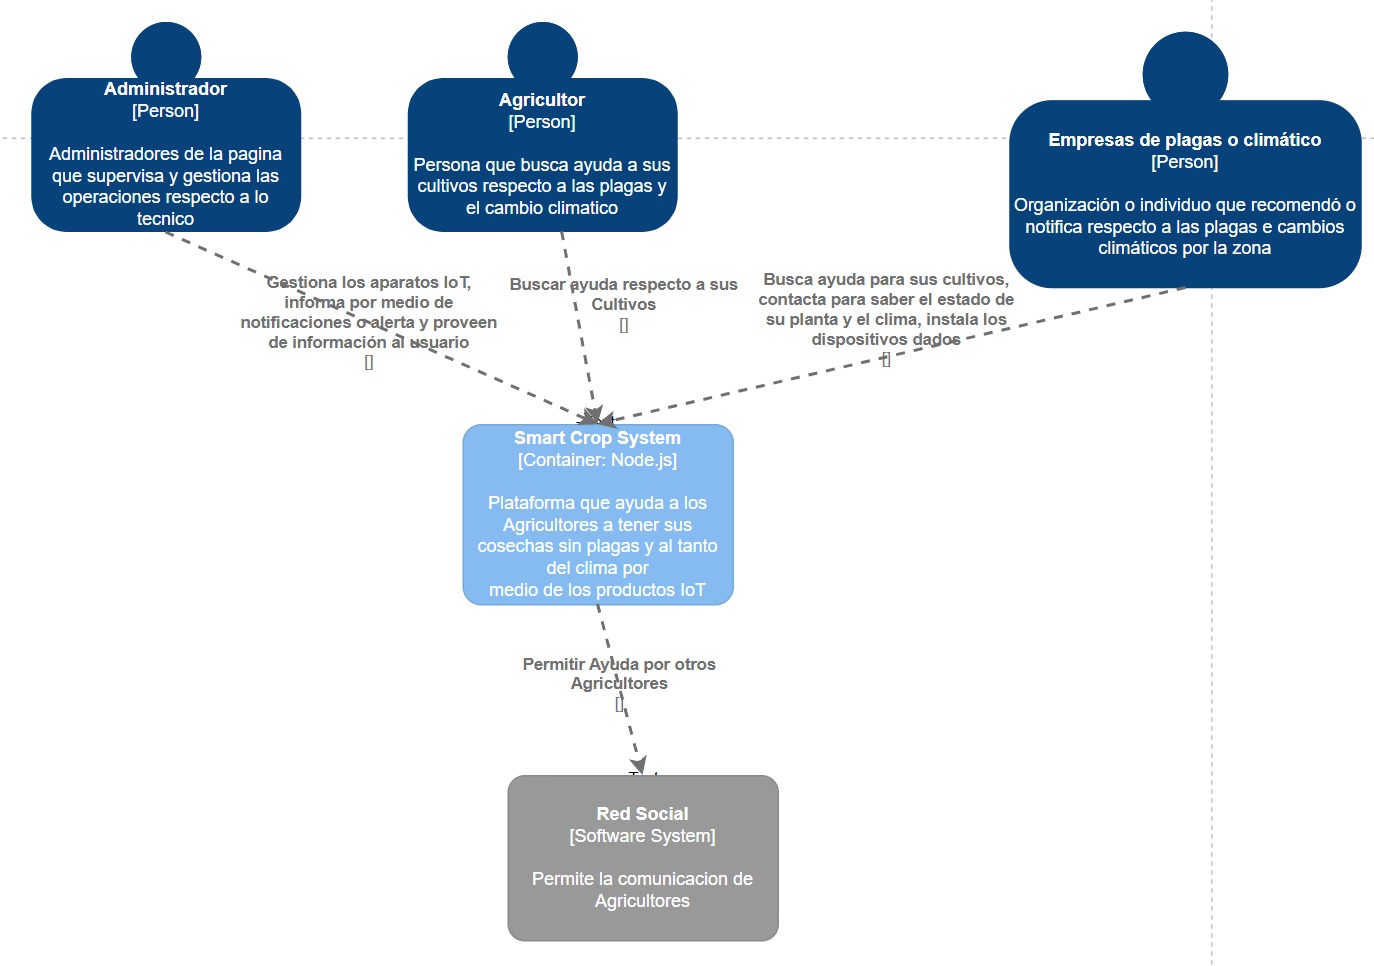 Administrador
[Person]
Administradores de la pagina
que supervisa y gestiona las
operaciones respecto a lo
tecnico
Agricultor
[Person]
Persona que busca ayuda a sus
cultivos respecto a las plagas y
el cambio climatico
Empresas de plagas o climático
[Person]
Organización o individuo que recomendó o
notifica respecto a las plagas e cambios
climáticos por la zona
Gestiona los aparatos IoT,
informa por medio de
notificaciones o alerta y proveen
de información al usuario
[]
Buscar ayuda respecto a sus
Cultivos
[]
Busca ayuda para sus cultivos,
contacta para saber el estado de
su planta y el clima, instala los
dispositivos dados
[]
Smart Crop System
[Container: Node.js]
Plataforma que ayuda a los
Agricultores a tener sus
cosechas sin plagas y al tanto
del clima por
medio de los productos IoT
Permitir Ayuda por otros
Agricultores
[]
Red Social
[Software System]
Permite la comunicacion de
Agricultores